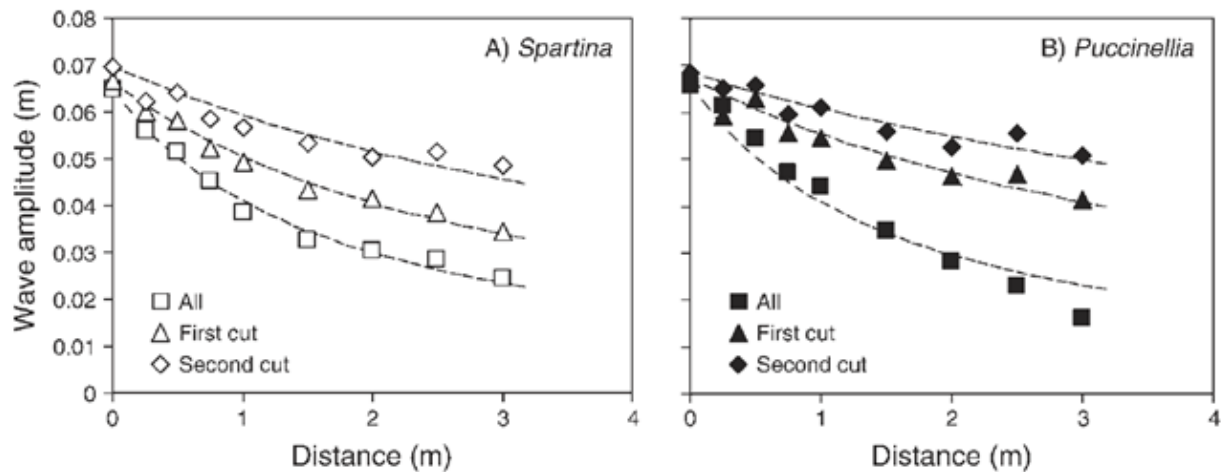 A) Spartina
0.08
0.07
0.06
0.05
0.04
0.03
0.02
0.01
0
Wave amplitude (m)
All
First cut
Second cut
0 1 2 3 4
Distance (m)
B) Puccinellia
All
First cut
Second cut
0 1 2 3 4
Distance (m)